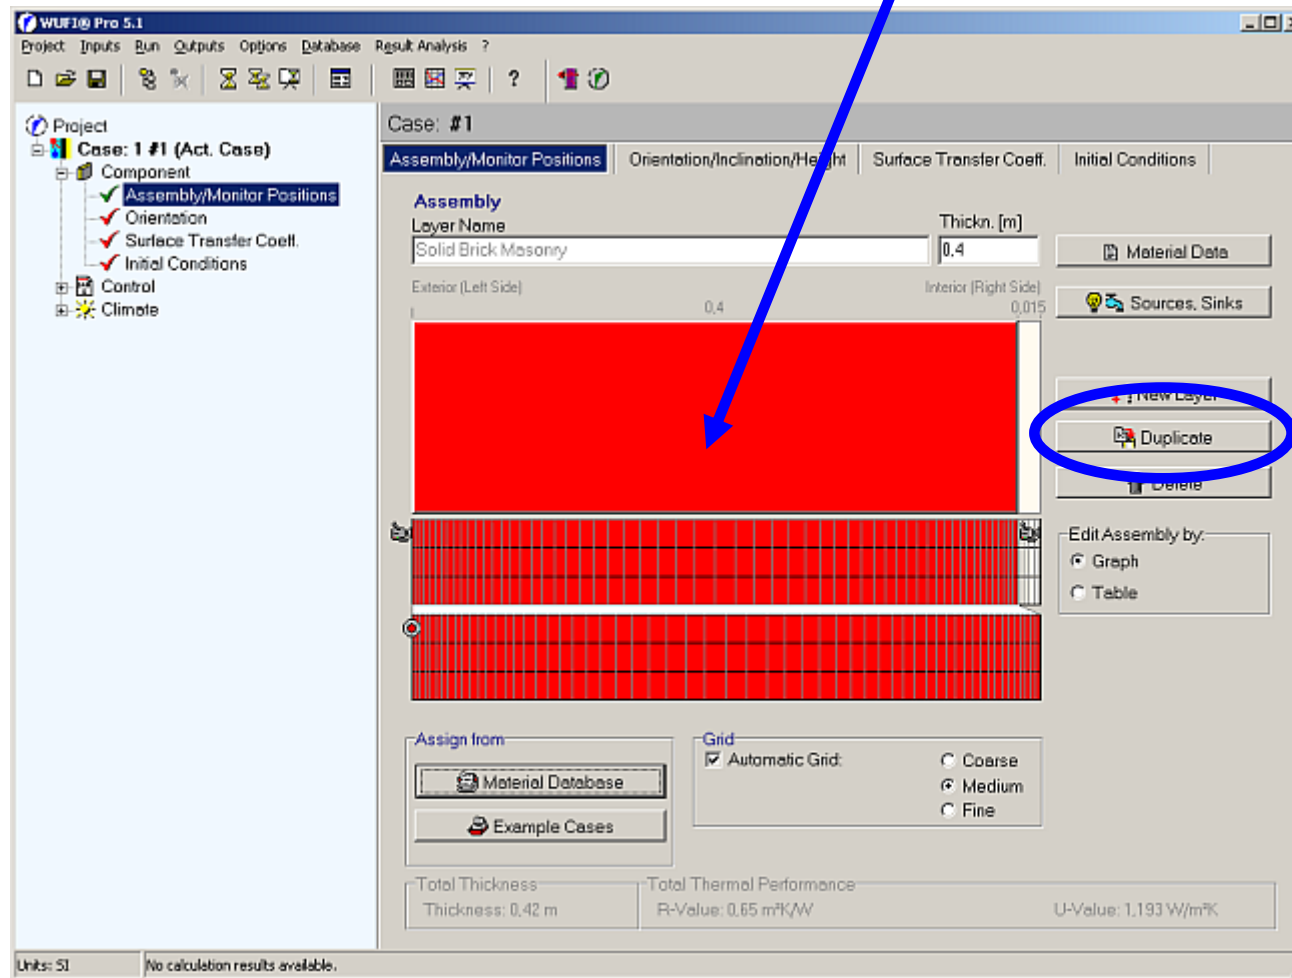 WUFI® Pro 5.1
Project Inputs Run Outputs Options Database Result Analysis ?
?
Project
Case: 1 #1 (Act. Case)
Component
Assembly/Monitor Positions
Orientation
Surface Transfer Coeff.
Initial Conditions
Control
Climate
Case: #1
Assembly/Monitor Positions Orientation/Inclination/Height Surface Transfer Coeff. Initial Conditions
Assembly
Layer Name Thickn. [m]
Solid Brick Masonry 0,4
Material Data
Exterior (Left Side) Interior (Right Side)
0,4 0,015
Sources, Sinks
New Layer
Duplicate
Delete
Edit Assembly by:
Graph
Table
Assign from
Material Database
Example Cases
Grid
Automatic Grid: Coarse
Medium
Fine
Total Thickness Total Thermal Performance
Thickness: 0,42 m R-Value: 0,65 m²K/W U-Value: 1,193 W/m²K
Units: SI No calculation results available.